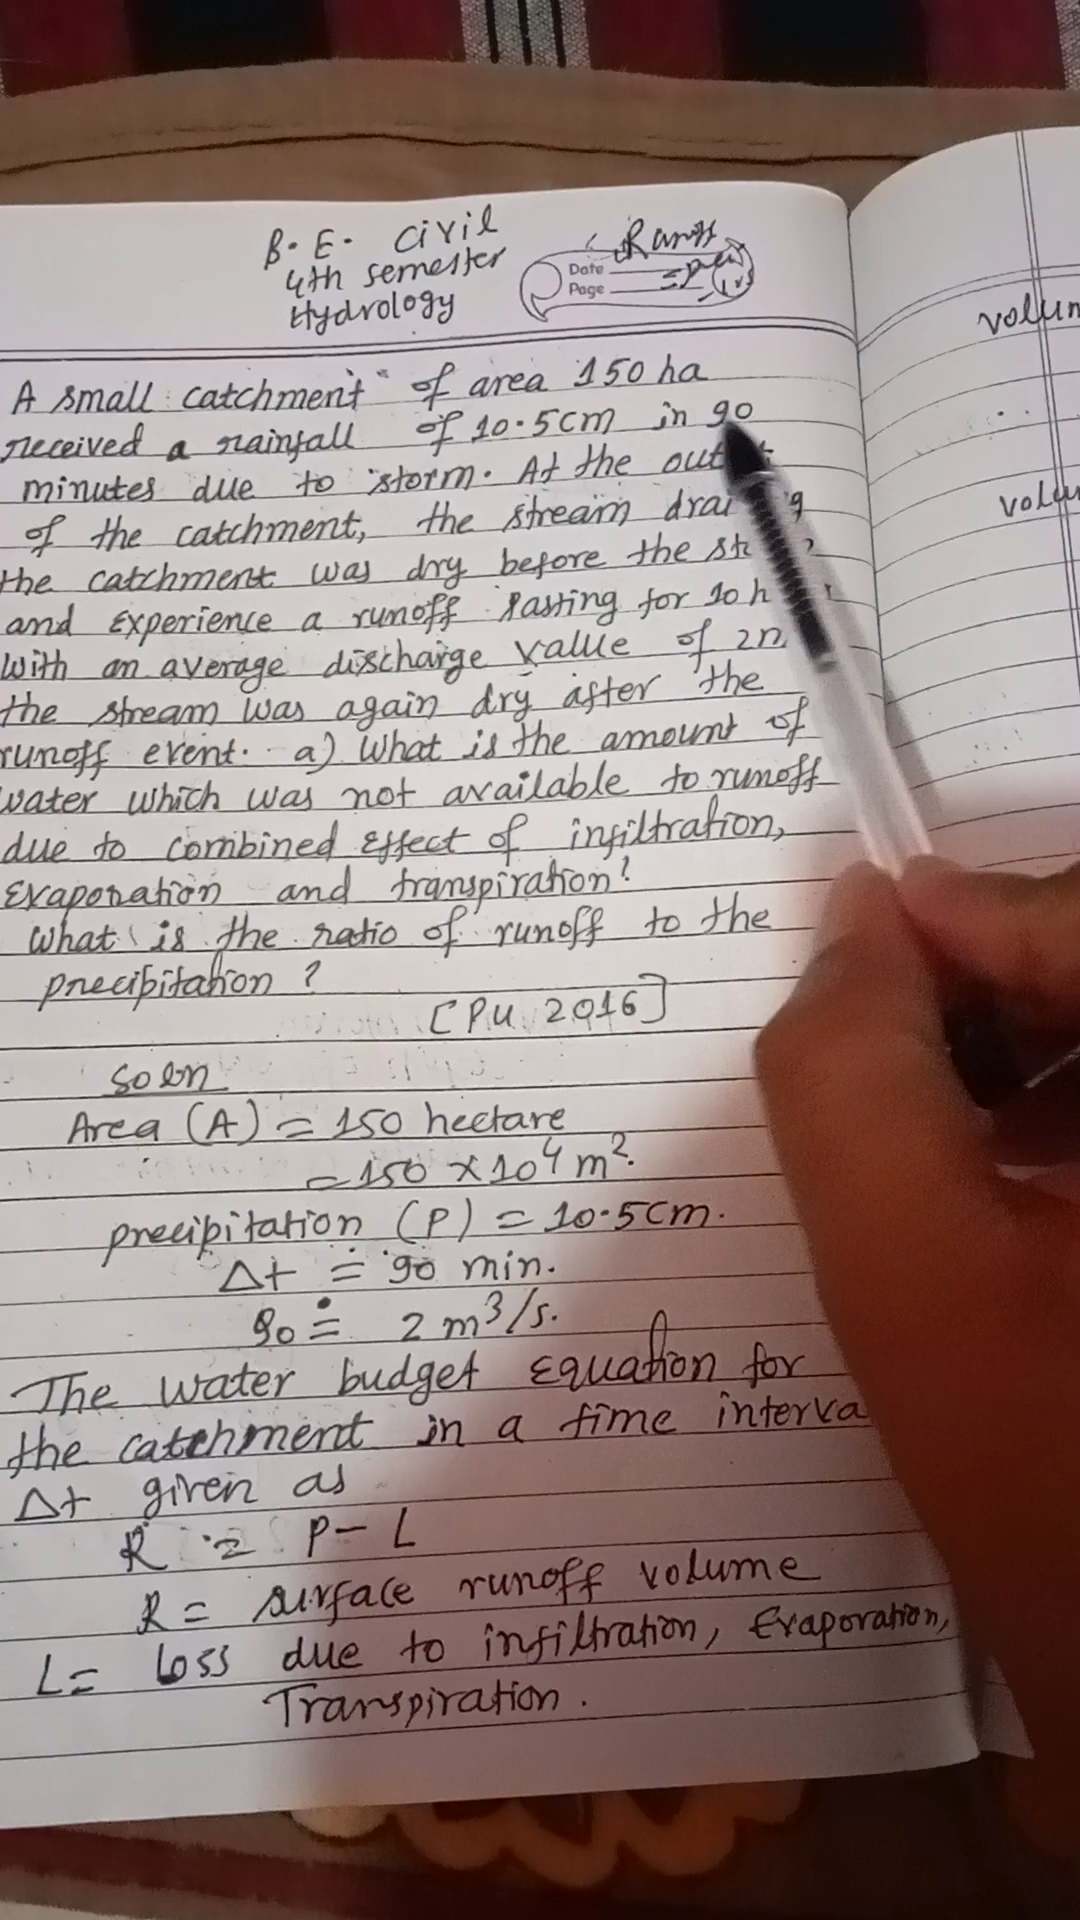 B.E. Civil
4th semester
Hydrology
Date
Page
A small catchment of area 150 ha
received a rainfall of 10.5cm in 90
minutes due to storm. At the
of the catchment, the stream
the catchment was dry before the
and Experience a runoff lasting for 10
with an average discharge value of
the stream was again dry after the
runoff event. a) What is the amount of
water which was not available to runoff
due to combined effect of infiltration,
Evaporation and transpiration?
What is the ratio of runoff to the
precipitation?
[PU 2016]
Soln
Area (A) = 150 hectare
= 150 × 10⁴ m².
precipitation (P) = 10.5cm.
Δt = 90 min.
= 2 m³/s.
The water budget Equation for
the catchment in a time interva
Δt given as
R = P - L
R = surface runoff volume
L = loss due to infiltration, Evaporation,
Transpiration.
volum
volu